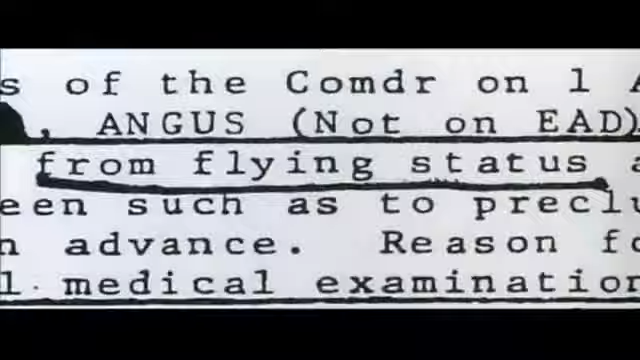 s of the Comdr on 1 A
, ANGUS (Not on EAD)
from flying status a
een such as to preclu
n advance. Reason fo
l medical examination